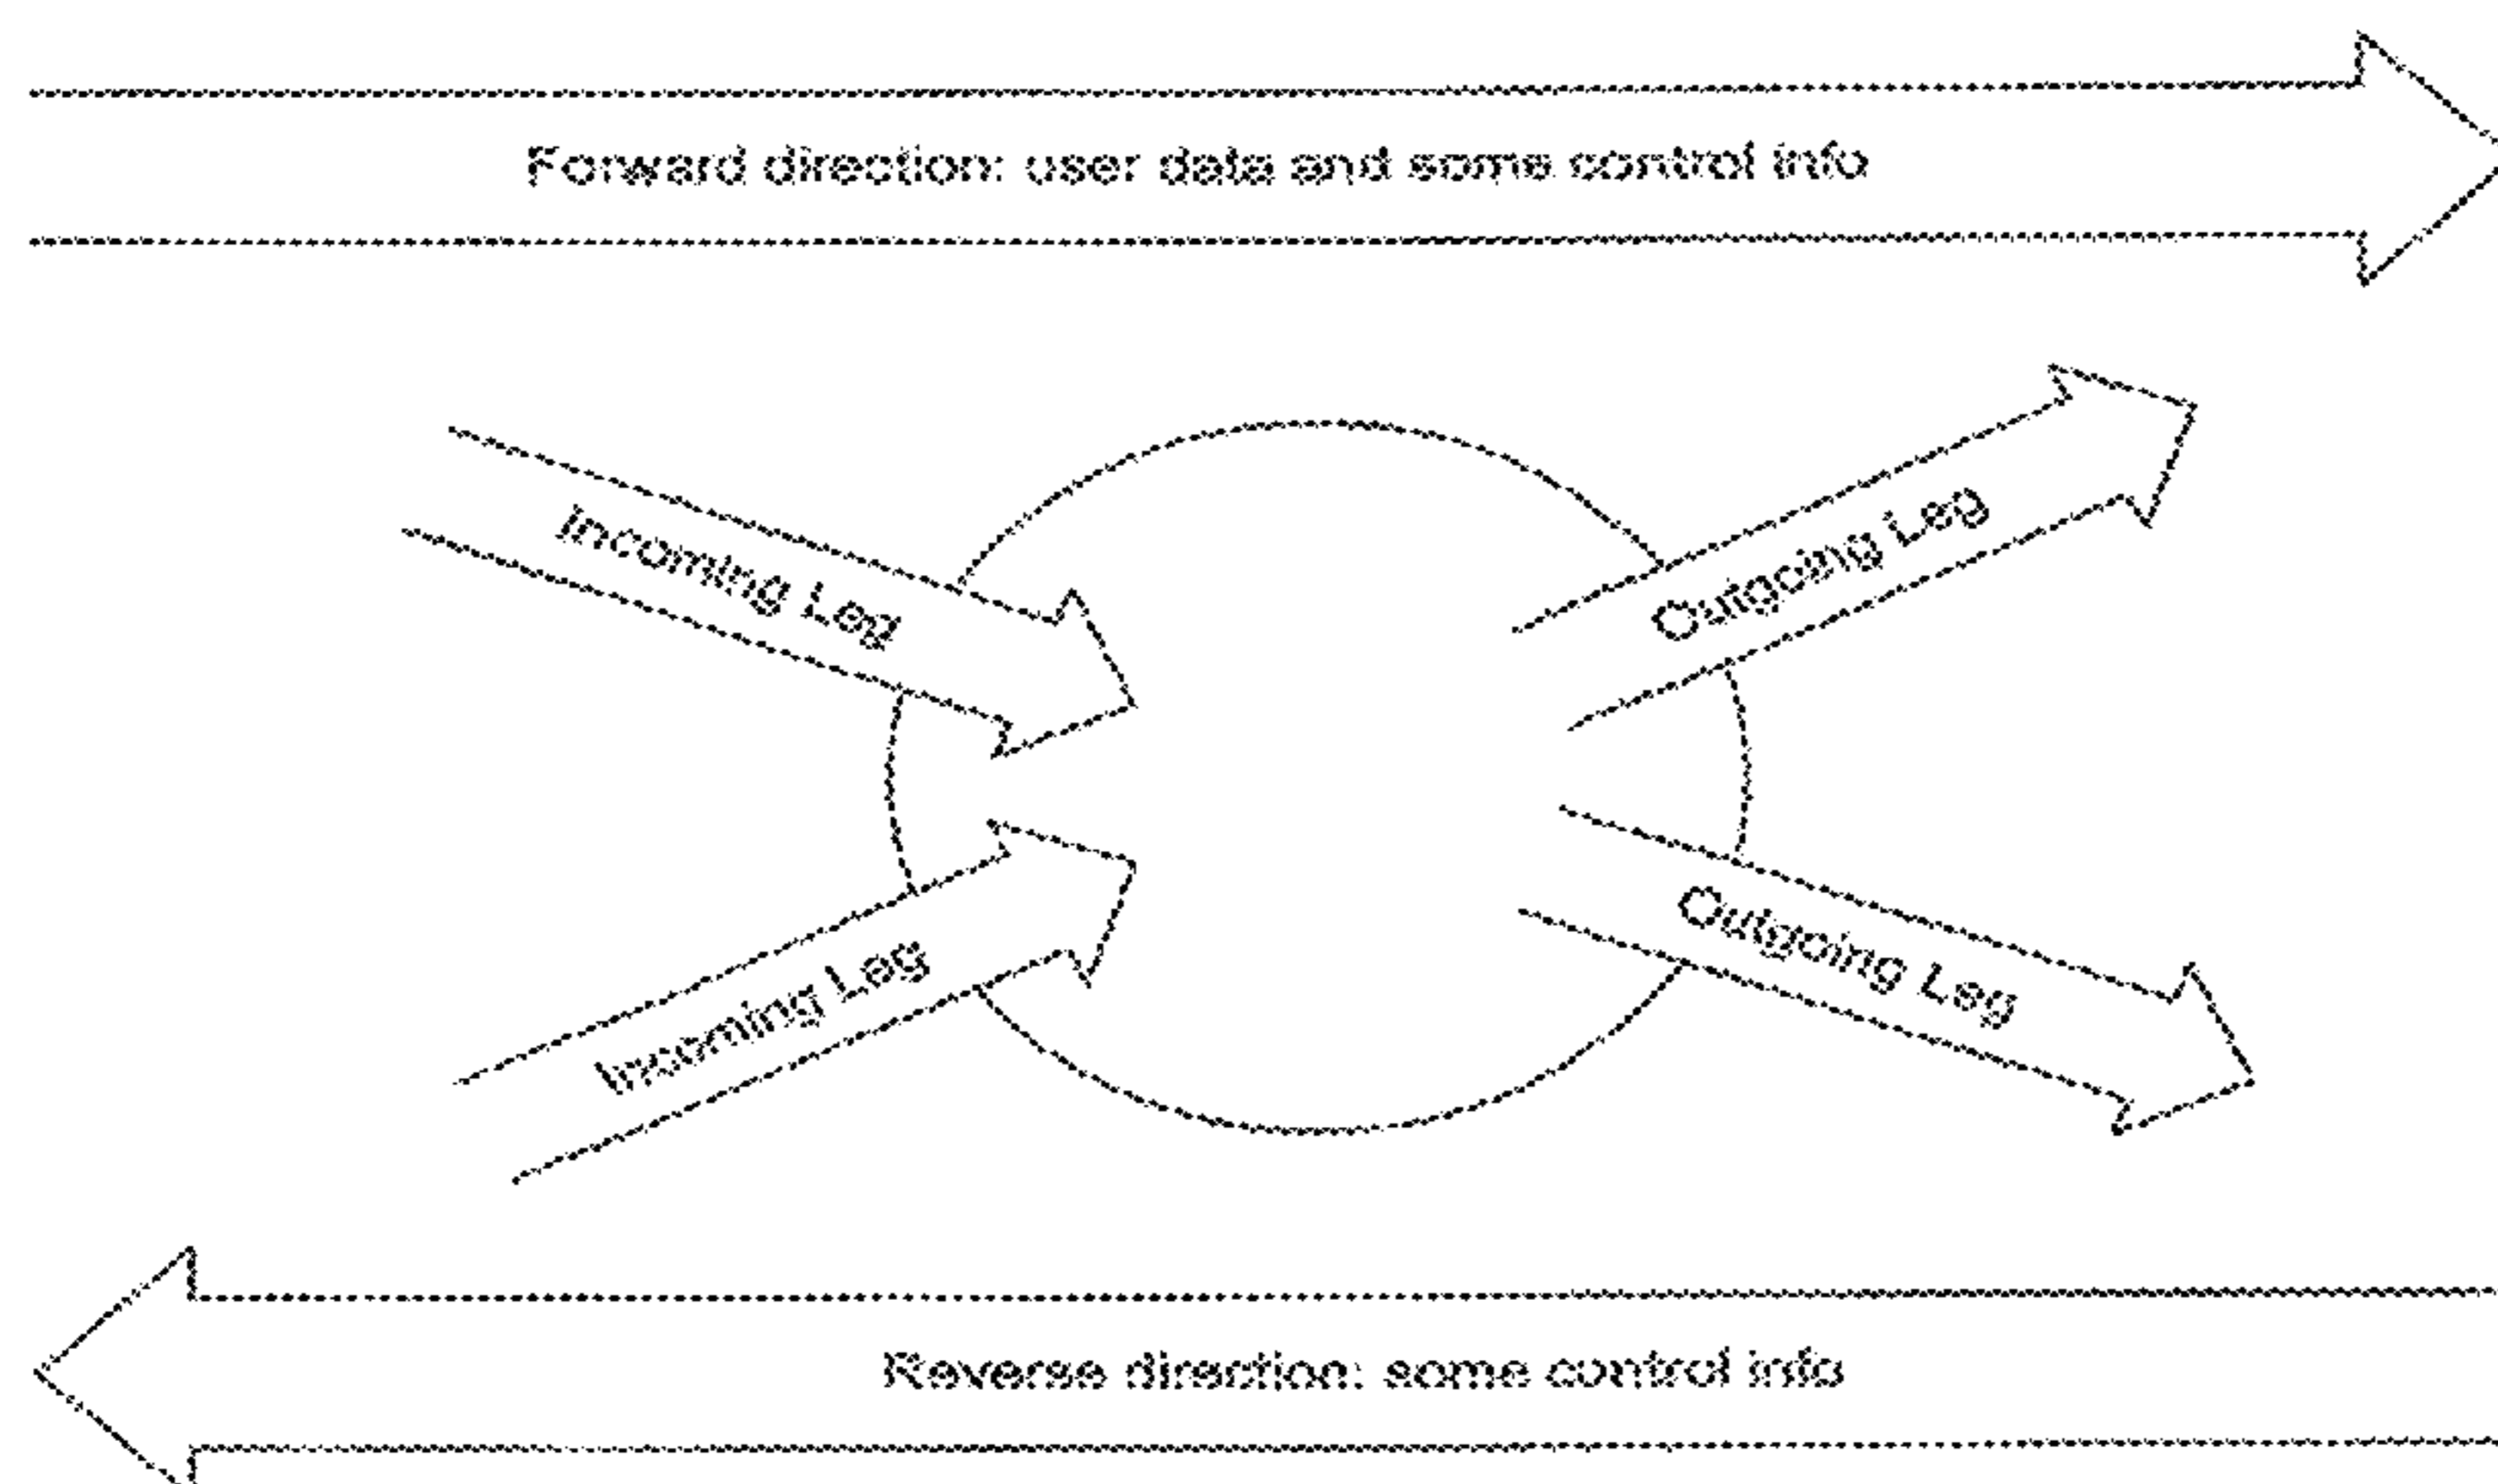 Forward direction: user data and some control info
Incoming Leg
Outgoing Leg
Incoming Leg
Outgoing Leg
Reverse direction: some control info